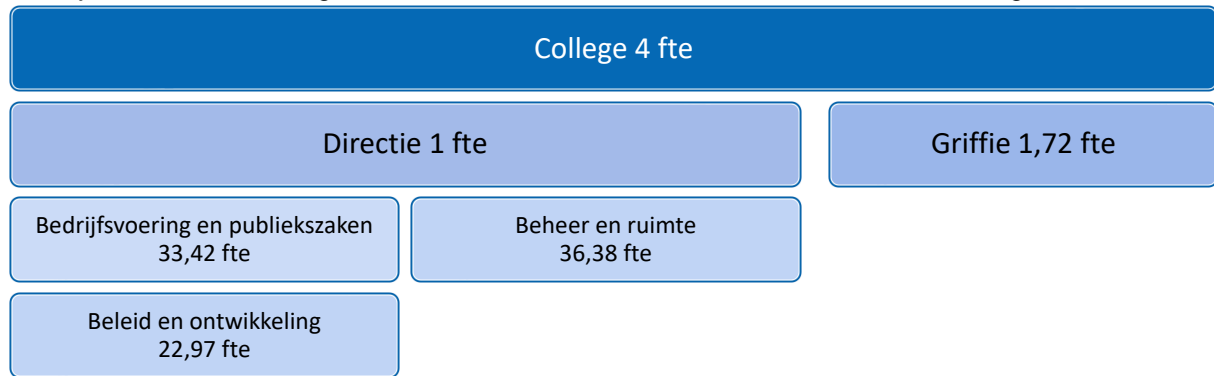 College 4 fte
Directie 1 fte
Griffie 1,72 fte
Bedrijfsvoering en publiekszaken
33,42 fte
Beheer en ruimte
36,38 fte
Beleid en ontwikkeling
22,97 fte